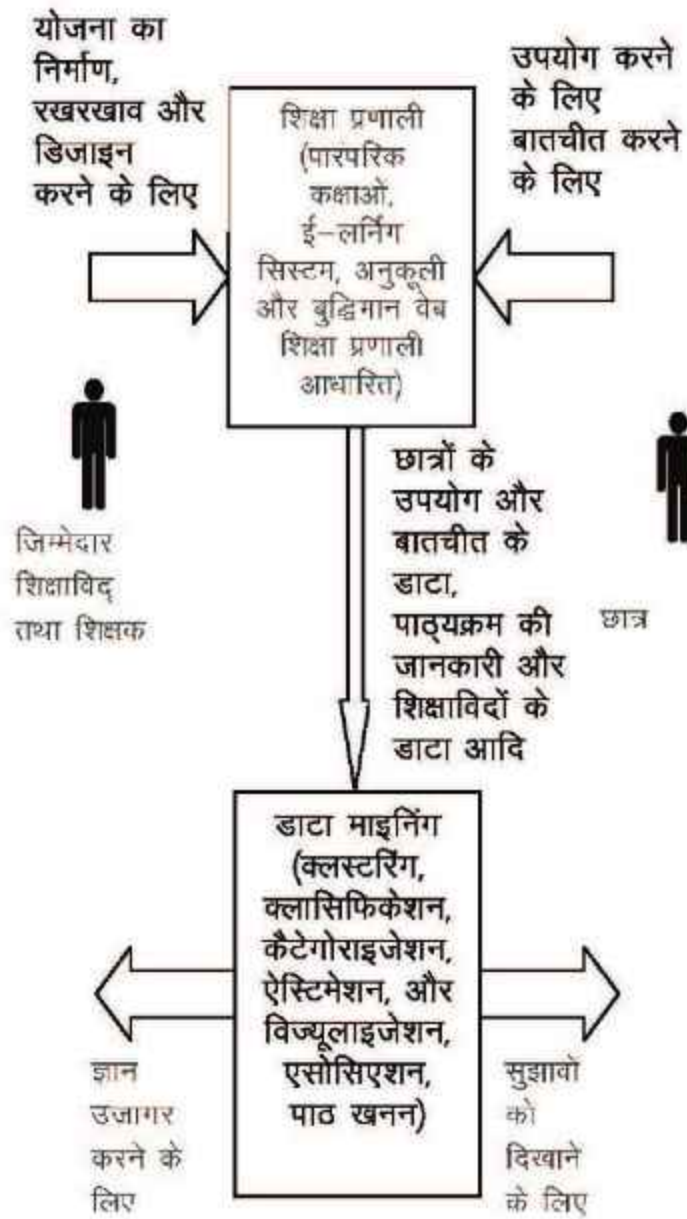 योजना का
निर्माण,
रखरखाव और
डिजाइन
करने के लिए
उपयोग करने
के लिए
बातचीत करने
के लिए
शिक्षा प्रणाली
(पारपरिक
कक्षाओ,
ई–लर्निग
सिस्टम, अनुकूली
और बुद्धिमान वेब
शिक्षा प्रणाली
आधारित)
जिम्मेदार
शिक्षाविद्
तथा शिक्षक
छात्रों के
उपयोग और
बातचीत के
डाटा,
पाठ्यक्रम की
जानकारी और
शिक्षाविदों के
डाटा आदि
छात्र
डाटा माइनिंग
(क्लस्टरिंग,
क्लासिफिकेशन,
कैटेगोराइजेशन,
ऐस्टिमेशन, और
विज्यूलाइजेशन,
एसोसिएशन,
पाठ खनन)
ज्ञान
उजागर
करने के
लिए
सुझावो
को
दिखाने
के लिए